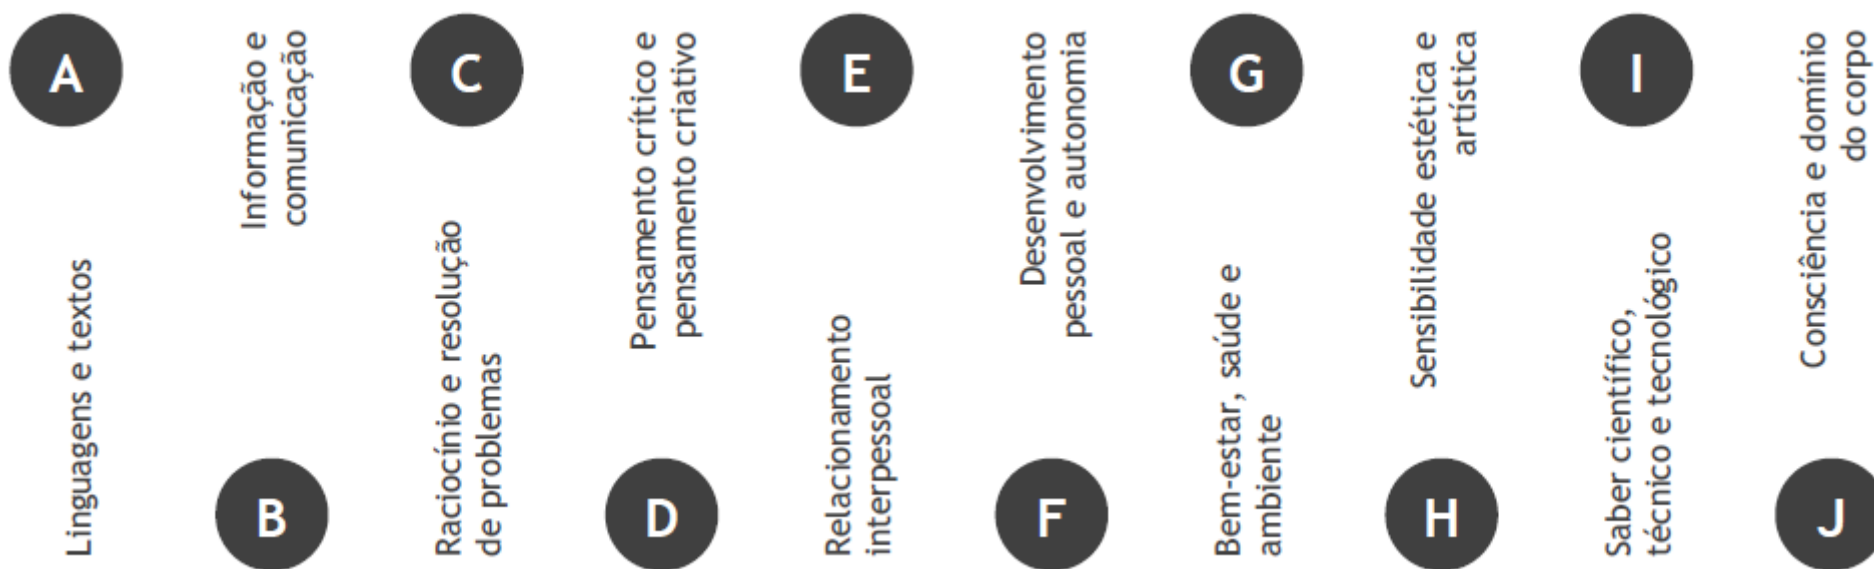 A
Linguagens e textos
B
Informação e
comunicação
C
Raciocínio e resolução
de problemas
D
Pensamento crítico e
pensamento criativo
E
Relacionamento
interpessoal
F
Desenvolvimento
pessoal e autonomia
G
Bem-estar, saúde e
ambiente
H
Sensibilidade estética e
artística
I
Saber científico,
técnico e tecnológico
J
Consciência e domínio
do corpo